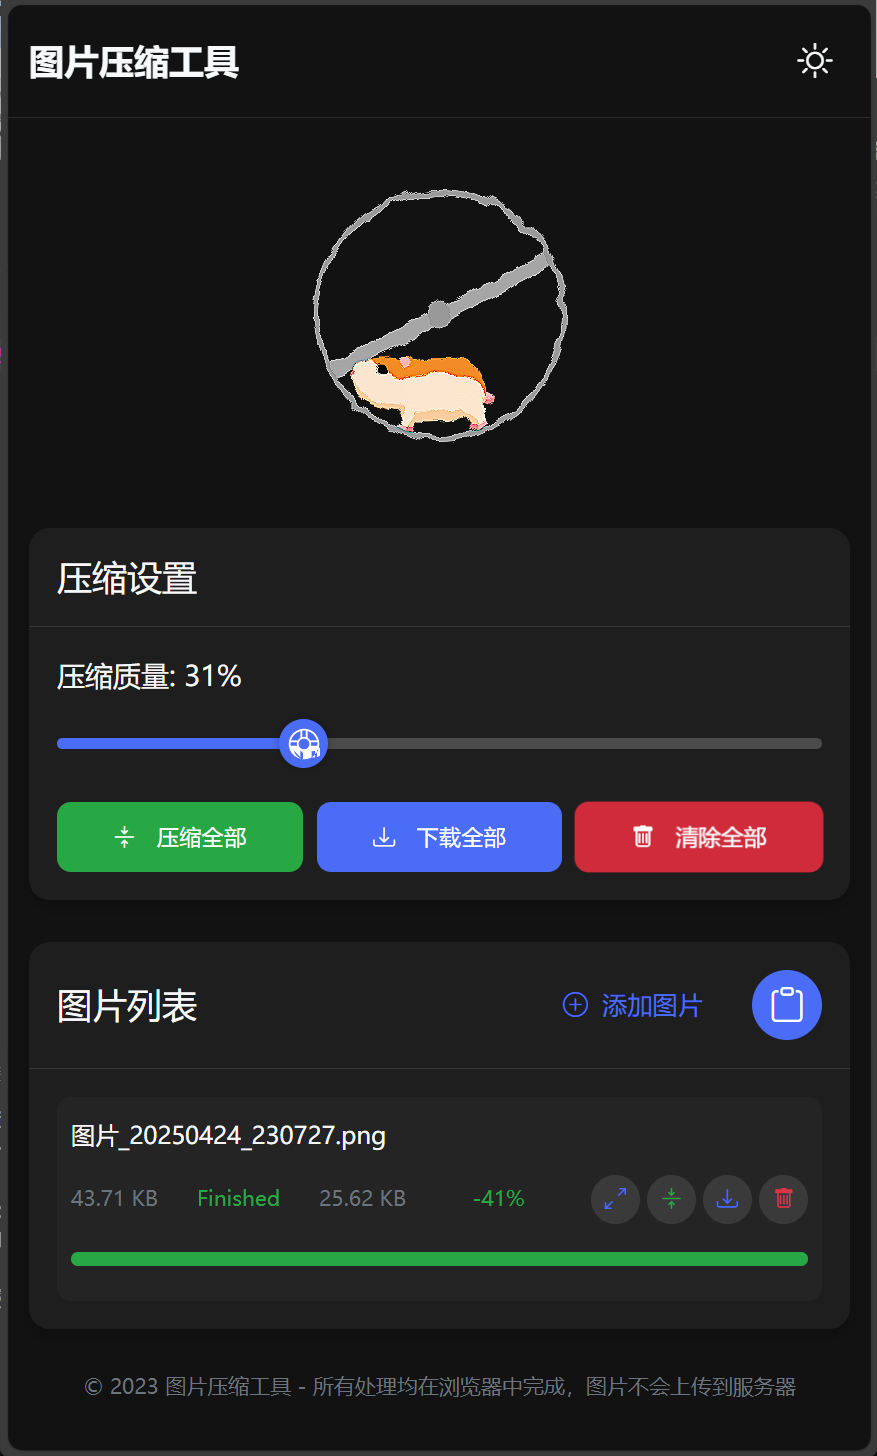 图片压缩工具
压缩设置
压缩质量: 31%
压缩全部 下载全部 清除全部
图片列表 添加图片
图片_20250424_230727.png
43.71 KB Finished 25.62 KB -41%
© 2023 图片压缩工具 - 所有处理均在浏览器中完成，图片不会上传到服务器